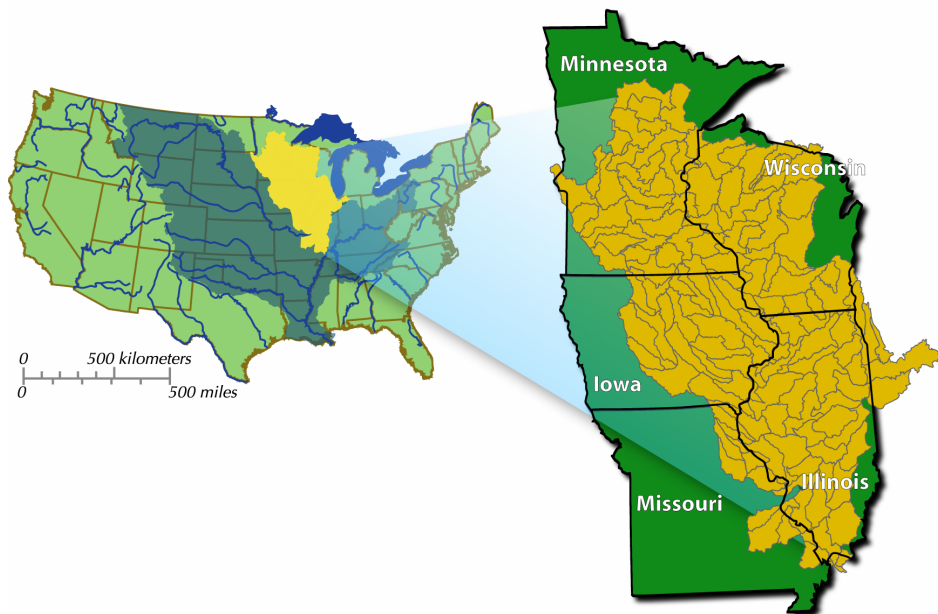 Minnesota
Wisconsin
0 500 kilometers
0 500 miles
Iowa
Illinois
Missouri